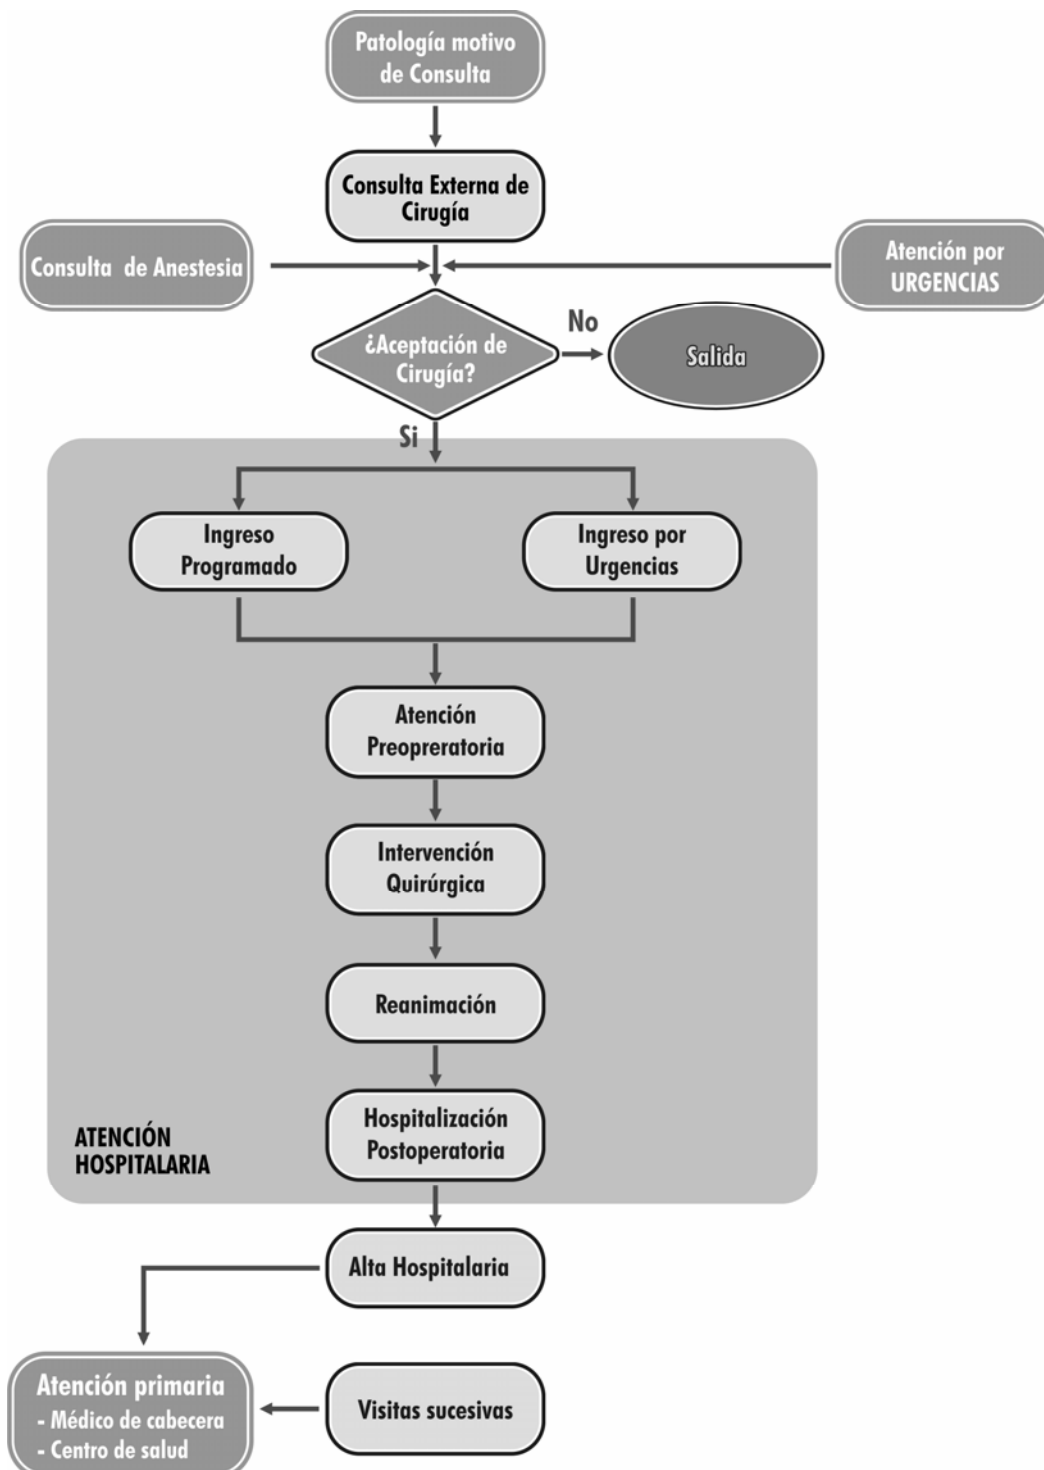 Patología motivo
de Consulta
Consulta Externa de
Cirugía
Consulta de Anestesia
Atención por
URGENCIAS
¿Aceptación de
Cirugía?
No
Salida
Si
Ingreso
Programado
Ingreso por
Urgencias
Atención
Preopreratoria
Intervención
Quirúrgica
Reanimación
Hospitalización
Postoperatoria
ATENCIÓN
HOSPITALARIA
Alta Hospitalaria
Atención primaria
- Médico de cabecera
- Centro de salud
Visitas sucesivas